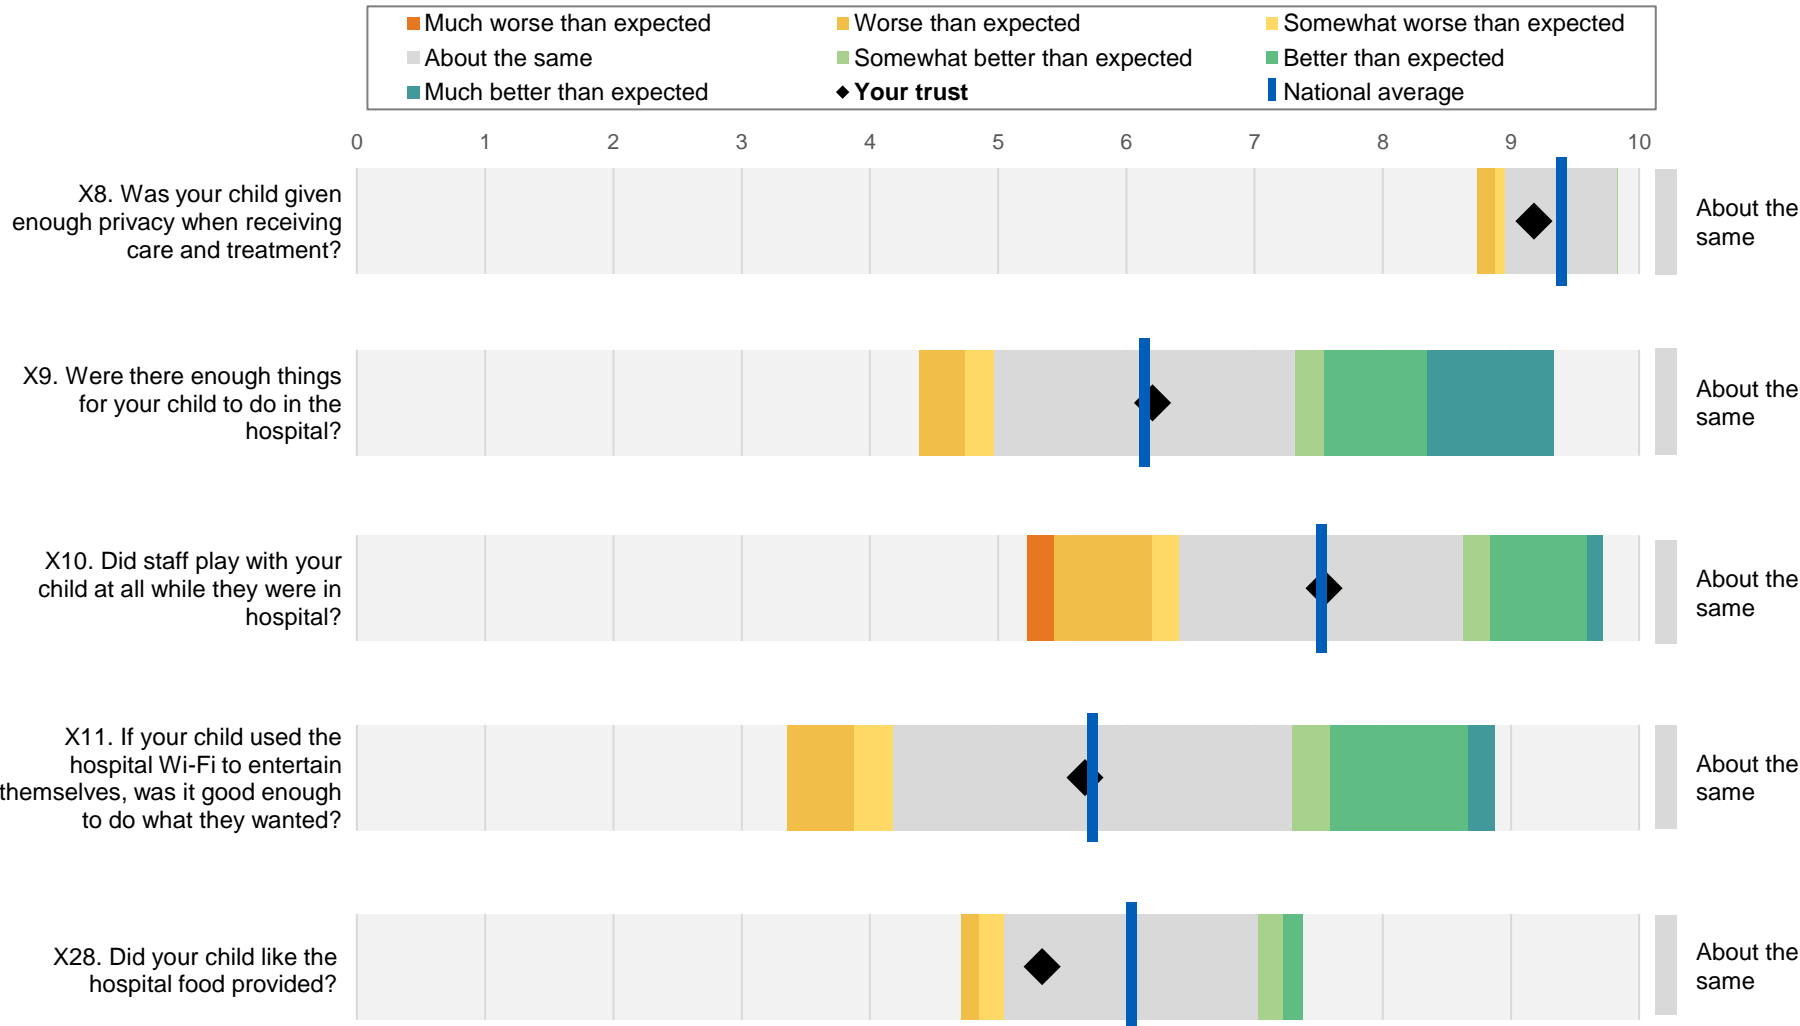 Much worse than expected
Worse than expected
Somewhat worse than expected
About the same
Somewhat better than expected
Better than expected
Much better than expected
Your trust
National average
0 1 2 3 4 5 6 7 8 9 10
X8. Was your child given
enough privacy when receiving
care and treatment?
About the
same
X9. Were there enough things
for your child to do in the
hospital?
About the
same
X10. Did staff play with your
child at all while they were in
hospital?
About the
same
X11. If your child used the
hospital Wi-Fi to entertain
themselves, was it good enough
to do what they wanted?
About the
same
X28. Did your child like the
hospital food provided?
About the
same